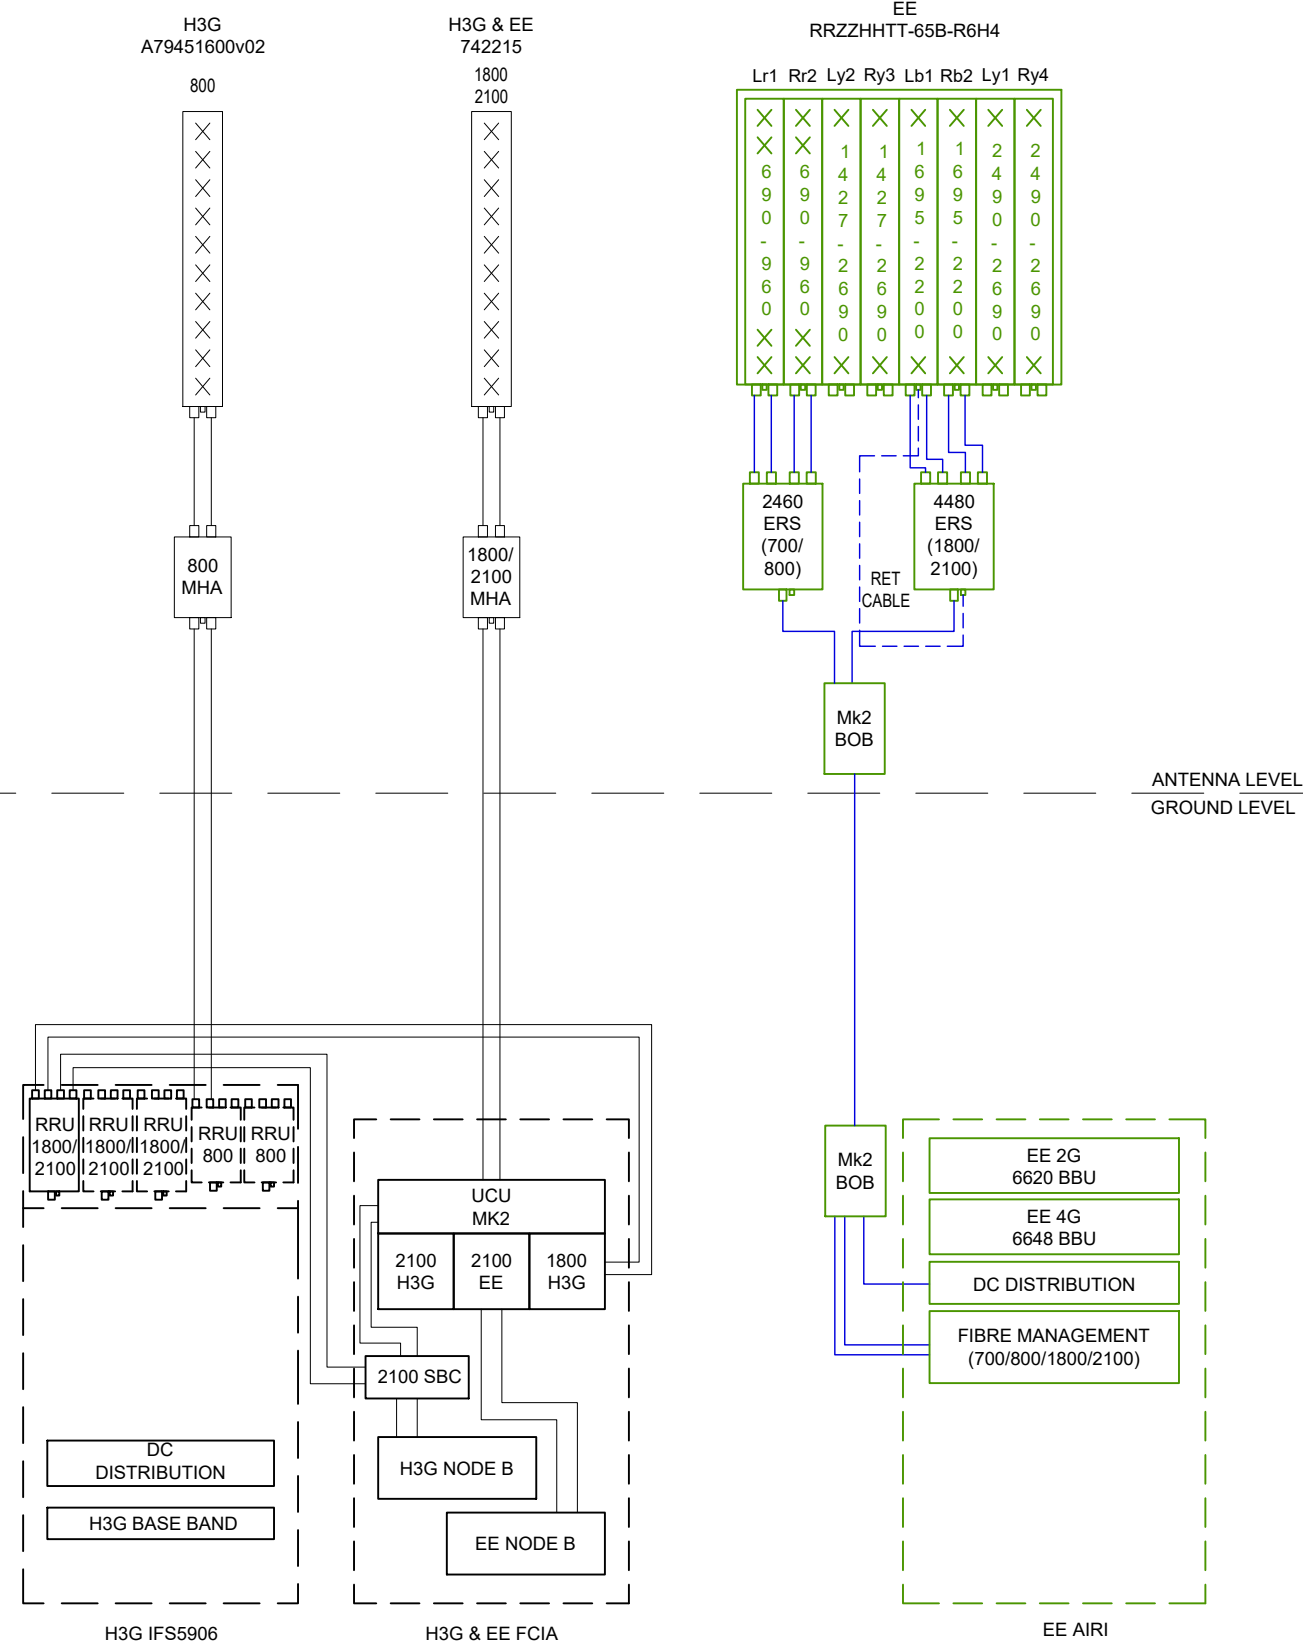 H3G
A79451600v02
800
H3G & EE
742215
1800
2100
EE
RRZZHHTT-65B-R6H4
Lr1 Rr2 Ly2 Ry3 Lb1 Rb2 Ly1 Ry4
690-960
690-960
1427-2690
1427-2690
1695-2200
1695-2200
2490-2690
2490-2690
800
MHA
1800/
2100
MHA
2460
ERS
(700/
800)
4480
ERS
(1800/
2100)
RET
CABLE
Mk2
BOB
ANTENNA LEVEL
GROUND LEVEL
RRU
1800/
2100
RRU
1800/
2100
RRU
1800/
2100
RRU
800
RRU
800
DC
DISTRIBUTION
H3G BASE BAND
H3G IFS5906
UCU
MK2
2100
H3G
2100
EE
1800
H3G
2100 SBC
H3G NODE B
EE NODE B
H3G & EE FCIA
Mk2
BOB
EE 2G
6620 BBU
EE 4G
6648 BBU
DC DISTRIBUTION
FIBRE MANAGEMENT
(700/800/1800/2100)
EE AIRI